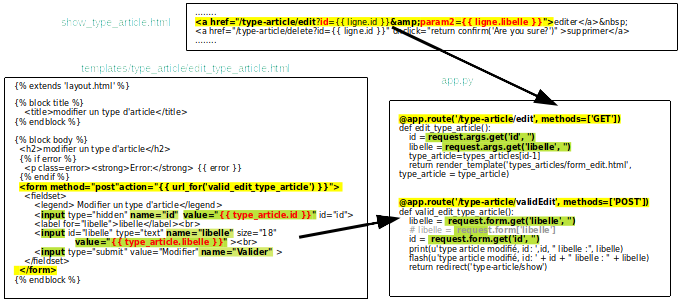 show_type_article.html
........
<a href="/type-article/edit?id={{ ligne.id }}&amp;param2={{ ligne.libelle }}">editer</a>&nbsp;
<a href="/type-article/delete?id={{ ligne.id }}" onclick="return confirm('Are you sure?')" >supprimer</a>
........
templates/type_article/edit_type_article.html
{% extends 'layout.html' %}
{% block title %}
<title>modifier un type d'article</title>
{% endblock %}
{% block body %}
<h2>modifier un type d'article</h2>
{% if error %}
<p class=error><strong>Error:</strong> {{ error }}
{% endif %}
<form method="post"action="{{ url_for('valid_edit_type_article') }}">
<fieldset>
<legend> Modifier un type d'article</legend>
<input type="hidden" name="id" value="{{ type_article.id }}" id="id">
<label for="libelle">libelle</label><br>
<input id="libelle" type="text" name="libelle" size="18"
value="{{ type_article.libelle }}" ><br>
<input type="submit" value="Modifier" name="Valider" >
</fieldset>
</form>
{% endblock %}
app.py
@app.route('/type-article/edit', methods=['GET'])
def edit_type_article():
id = request.args.get('id', '')
libelle = request.args.get('libelle', '')
type_article=types_articles[id-1]
return render_template('types_article/form_edit.html',
type_article = type_article)
@app.route('/type-article/validEdit', methods=['POST'])
def valid_edit_type_article():
libelle = request.form.get('libelle', '')
# libelle = request.form['libelle']
id = request.form.get('id', '')
print(u'type article modifié, id: ',id, " libelle :", libelle)
flash(u'type article modifié, id: ' + id + " libelle : " + libelle)
return redirect('type-article/show')